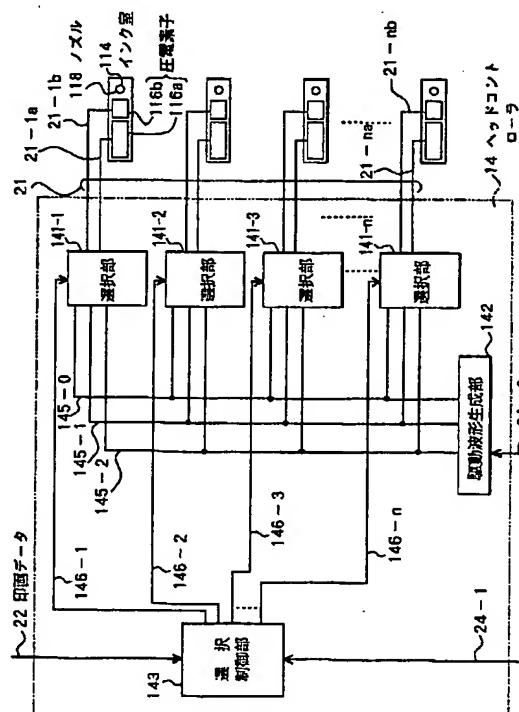 22 印画データ
146-1
146-2
146-3
146-n
143
選択
制御部
24-1
145-0
145-1
145-2
141-1
選択部
141-2
選択部
141-3
選択部
141-n
選択部
駆動波形生成部
142
21
21-1a
21-1b
118 ノズル
114 インク室
116b
116a
圧電素子
21-nb
21-na
14 ヘッドコント
ローラ